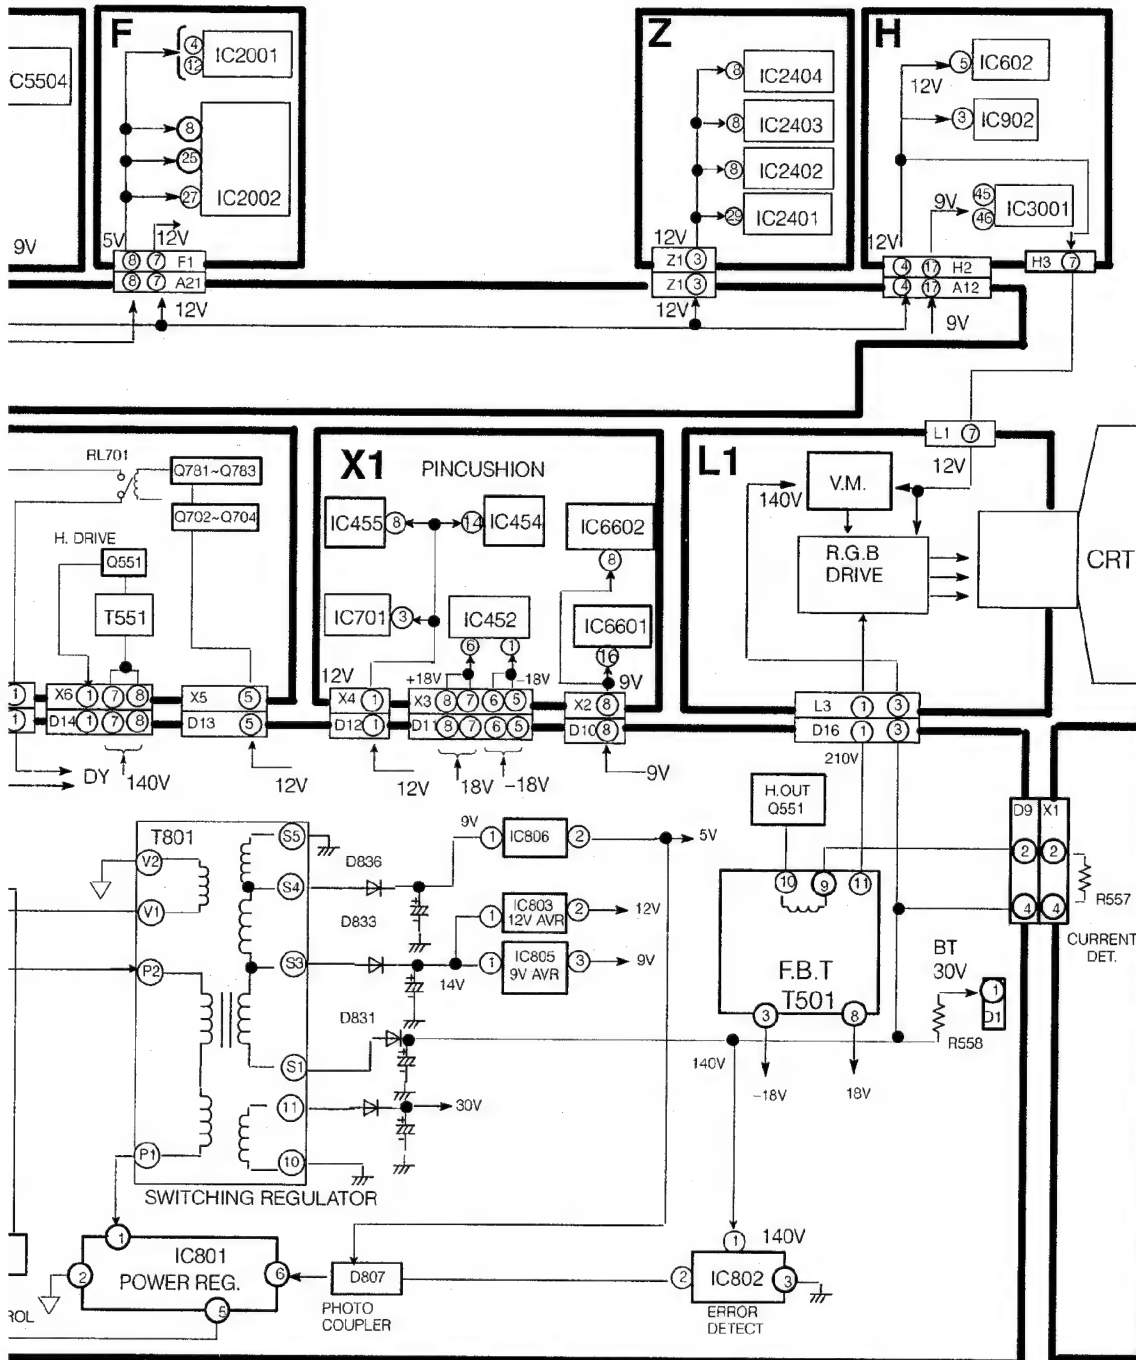 F
4
12
IC2001
8
25
27
IC2002
5V
12V
8
7
F1
8
7
A21
12V
C5504
9V
Z
8
IC2404
8
IC2403
8
IC2402
29
IC2401
12V
Z1
3
Z1
3
12V
H
5
IC602
12V
3
IC902
45
46
IC3001
9V
12V
4
17
H2
4
17
A12
H3
7
9V
RL701
Q781~Q783
Q702~Q704
H. DRIVE
Q551
T551
1
X6
1
7
8
X5
5
1
D14
1
7
8
D13
5
DY
140V
12V
X1
PINCUSHION
IC455
8
14
IC454
IC6602
8
IC701
3
IC452
6
1
IC6601
16
12V
+18V
-18V
9V
X4
1
X3
8
7
6
5
X2
8
D12
1
D11
8
7
6
5
D10
8
12V
18V
-18V
9V
L1
L1
7
12V
140V
V.M.
R.G.B
DRIVE
CRT
L3
1
3
D16
1
3
210V
H.OUT
Q551
D9
X1
2
2
4
4
R557
CURRENT
DET.
T801
V2
V1
P2
P1
S5
S4
S3
S1
11
10
D836
D833
D831
9V
1
IC806
2
5V
1
IC803
12V AVR
2
12V
14V
1
IC805
9V AVR
3
9V
30V
10
9
11
F.B.T
T501
3
8
140V
-18V
18V
BT
30V
R558
1
D1
SWITCHING REGULATOR
1
2
IC801
POWER REG.
6
5
D807
PHOTO
COUPLER
1
140V
2
IC802
3
ERROR
DETECT
ROL